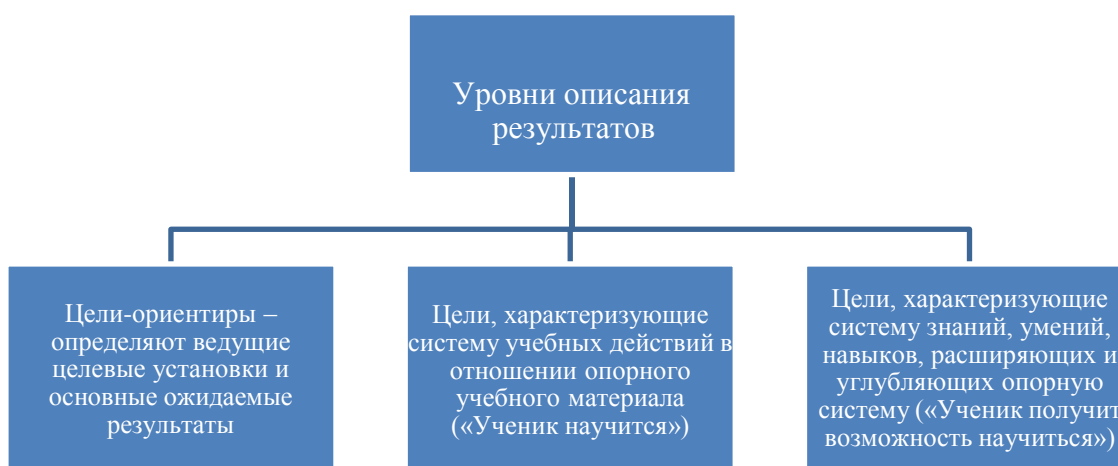 Уровни описания
результатов
Цели-ориентиры –
определяют ведущие
целевые установки и
основные ожидаемые
результаты
Цели, характеризующие
систему учебных действий в
отношении опорного
учебного материала
(«Ученик научится»)
Цели, характеризующие
систему знаний, умений,
навыков, расширяющих и
углубляющих опорную
систему («Ученик получит
возможность научиться»)